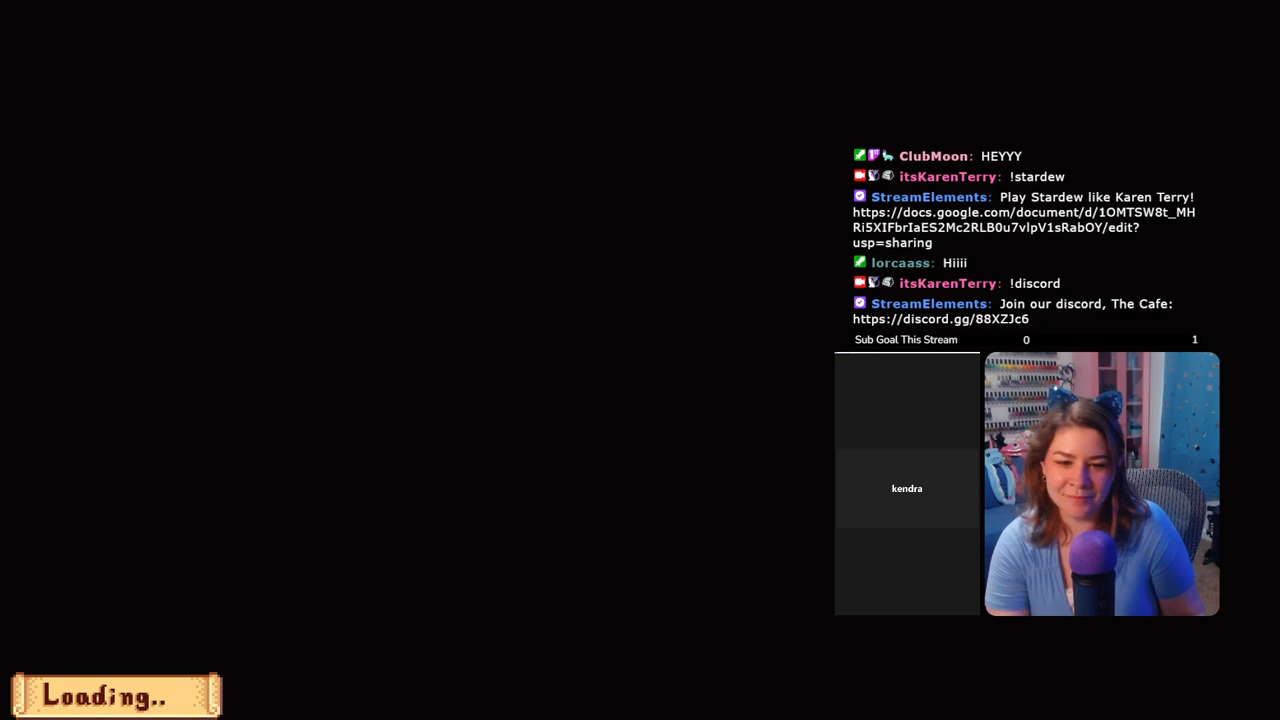 ClubMoon: HEYYY
itsKarenTerry: !stardew
StreamElements: Play Stardew like Karen Terry!
https://docs.google.com/document/d/1OMTSW8t_MH
Ri5XIFbrIaES2Mc2RLB0u7vlpV1sRabOY/edit?
usp=sharing
lorcaass: Hiiii
itsKarenTerry: !discord
StreamElements: Join our discord, The Cafe:
https://discord.gg/88XZJc6
Sub Goal This Stream 0 1
kendra
Loading..